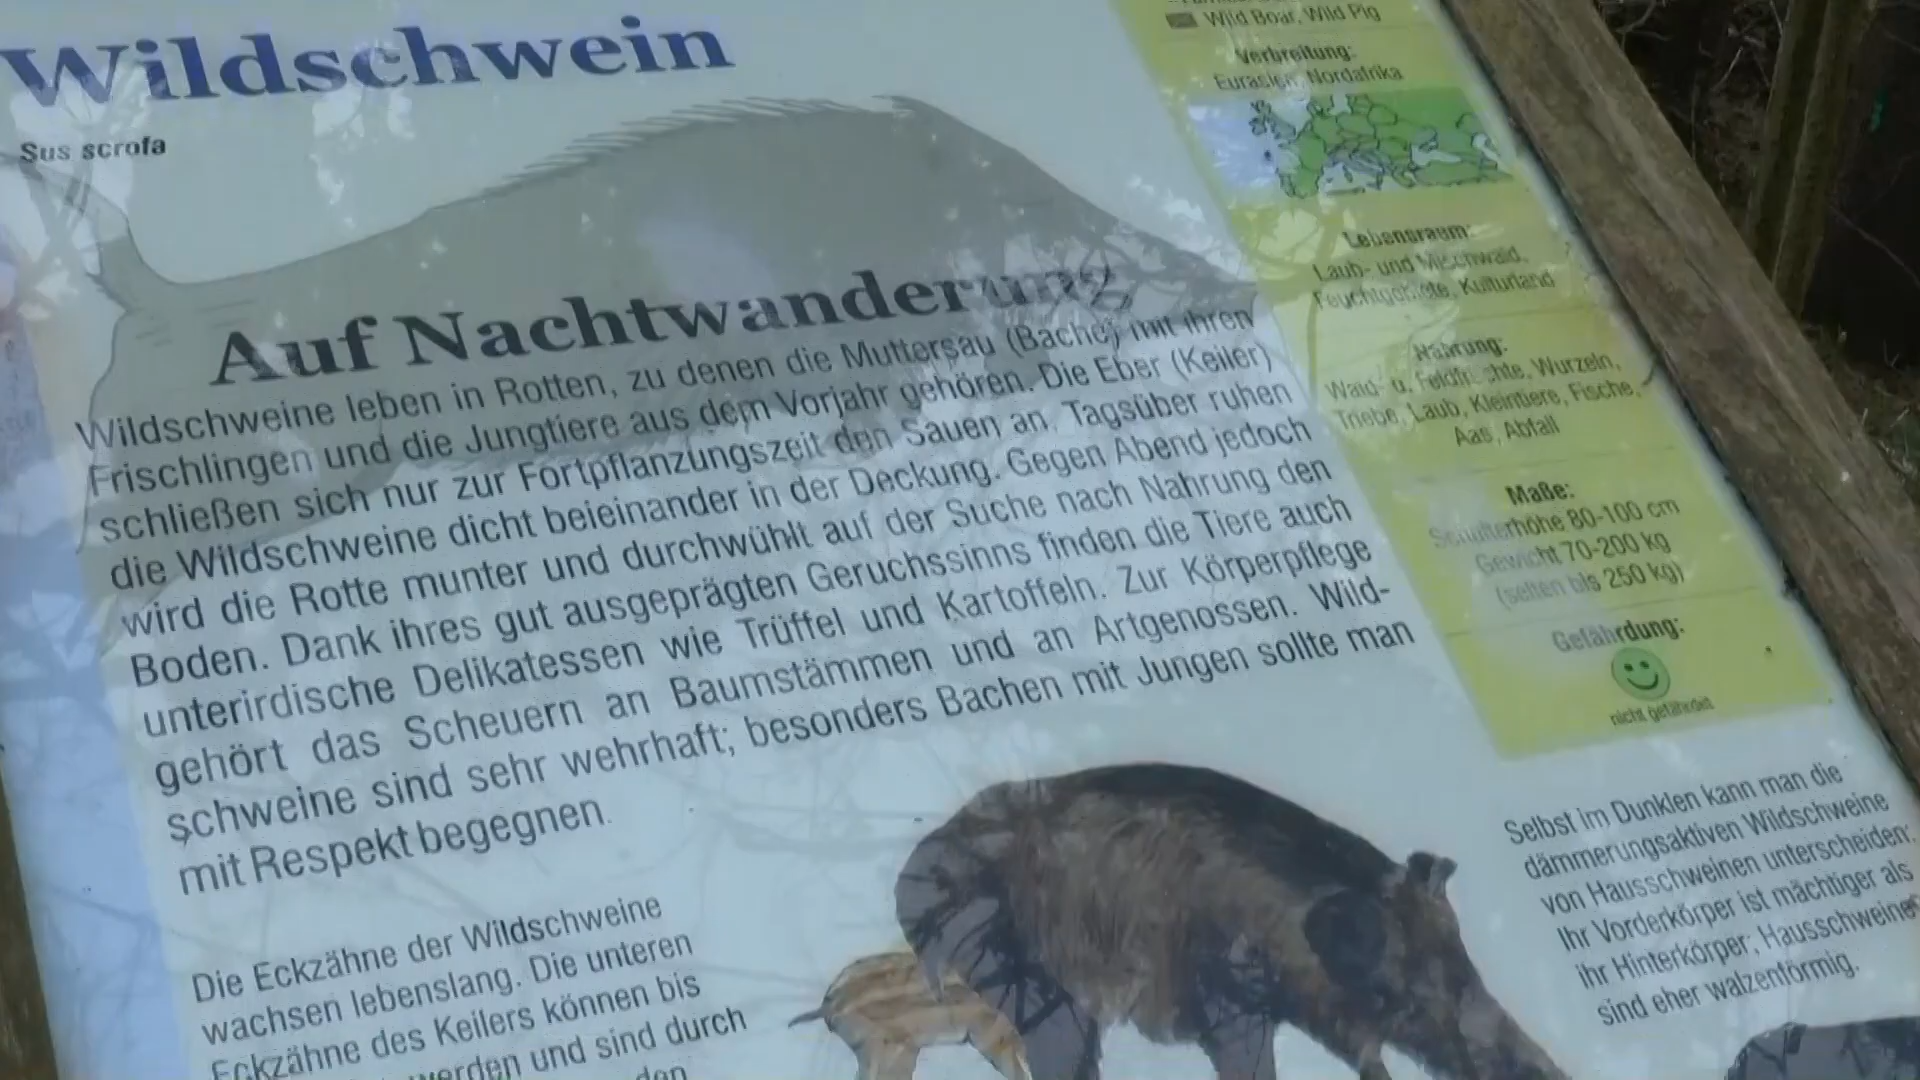 Wildschwein
Sus scrofa
Auf Nachtwanderung
Wildschweine leben in Rotten, zu denen die Muttersau (Bache) mit ihren
Frischlingen und die Jungtiere aus dem Vorjahr gehören. Die Eber (Keiler)
schließen sich nur zur Fortpflanzungszeit den Sauen an. Tagsüber ruhen
die Wildschweine dicht beieinander in der Deckung. Gegen Abend jedoch
wird die Rotte munter und durchwühlt auf der Suche nach Nahrung den
Boden. Dank ihres gut ausgeprägten Geruchssinns finden die Tiere auch
unterirdische Delikatessen wie Trüffel und Kartoffeln. Zur Körperpflege
gehört das Scheuern an Baumstämmen und an Artgenossen. Wild-
schweine sind sehr wehrhaft; besonders Bachen mit Jungen sollte man
mit Respekt begegnen.
Die Eckzähne der Wildschweine
wachsen lebenslang. Die unteren
Eckzähne des Keilers können bis
werden und sind durch
Wild Boar, Wild Pig
Verbreitung:
Eurasien, Nordafrika
Lebensraum:
Laub- und Mischwald,
Feuchtgebiete, Kulturland
Nahrung:
Wald- u. Feldfrüchte, Wurzeln,
Triebe, Laub, Kleintiere, Fische,
Aas, Abfall
Maße:
Schulterhöhe 80-100 cm
Gewicht 70-200 kg
(selten bis 250 kg)
Gefährdung:
nicht gefährdet
Selbst im Dunklen kann man die
dämmerungsaktiven Wildschweine
von Hausschweinen unterscheiden:
Ihr Vorderkörper ist mächtiger als
ihr Hinterkörper; Hausschweine
sind eher walzenförmig.